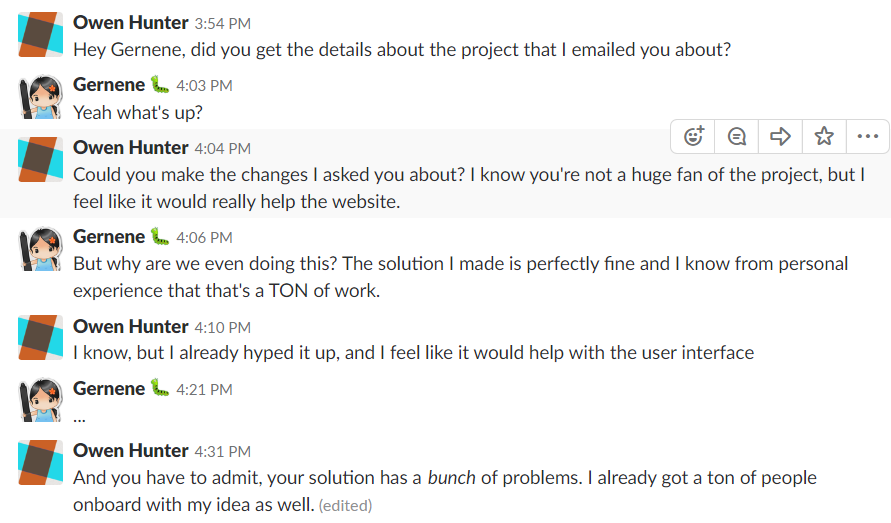 Owen Hunter 3:54 PM
Hey Gernene, did you get the details about the project that I emailed you about?
Gernene 🐛 4:03 PM
Yeah what's up?
Owen Hunter 4:04 PM
Could you make the changes I asked you about? I know you're not a huge fan of the project, but I
feel like it would really help the website.
Gernene 🐛 4:06 PM
But why are we even doing this? The solution I made is perfectly fine and I know from personal
experience that that's a TON of work.
Owen Hunter 4:10 PM
I know, but I already hyped it up, and I feel like it would help with the user interface
Gernene 🐛 4:21 PM
...
Owen Hunter 4:31 PM
And you have to admit, your solution has a bunch of problems. I already got a ton of people
onboard with my idea as well. (edited)